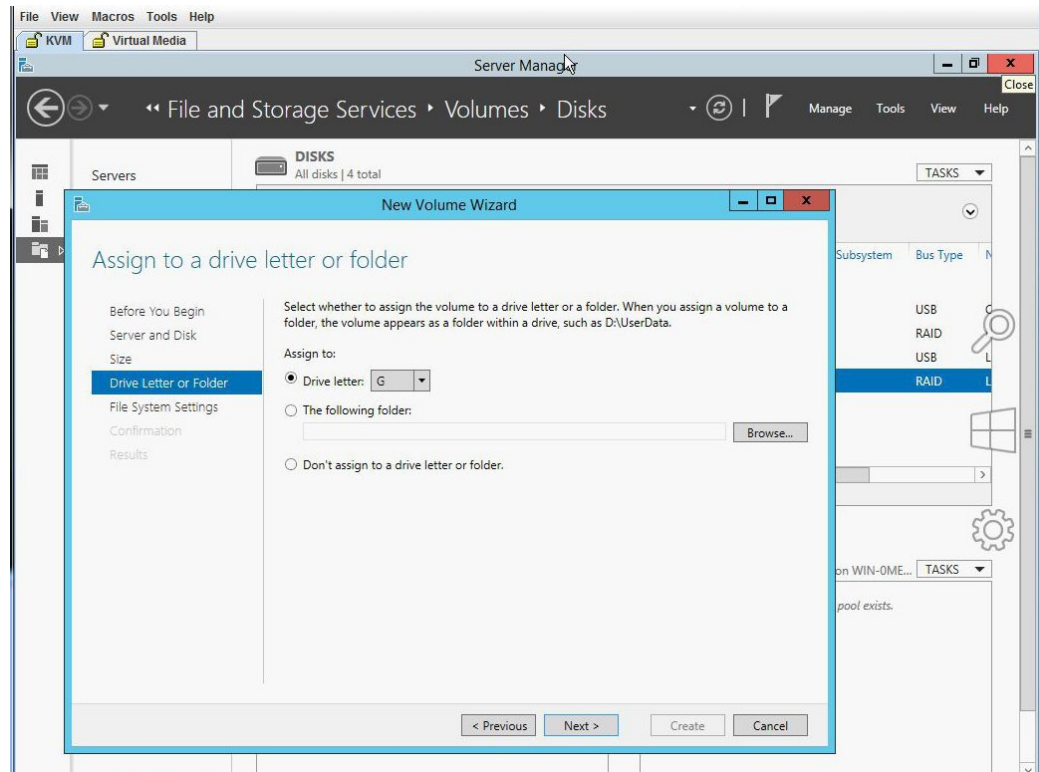 File View Macros Tools Help
KVM Virtual Media
Server Manager
Close
File and Storage Services Volumes Disks
Manage Tools View Help
Servers
DISKS
All disks | 4 total
TASKS
New Volume Wizard
Assign to a drive letter or folder
Subsystem Bus Type
Before You Begin
Server and Disk
Size
Drive Letter or Folder
File System Settings
Confirmation
Results
Select whether to assign the volume to a drive letter or a folder. When you assign a volume to a
folder, the volume appears as a folder within a drive, such as D:\UserData.
Assign to:
Drive letter: G
The following folder:
Browse...
Don't assign to a drive letter or folder.
USB
RAID
USB L
RAID L
on WIN-0ME... TASKS
pool exists.
< Previous Next > Create Cancel